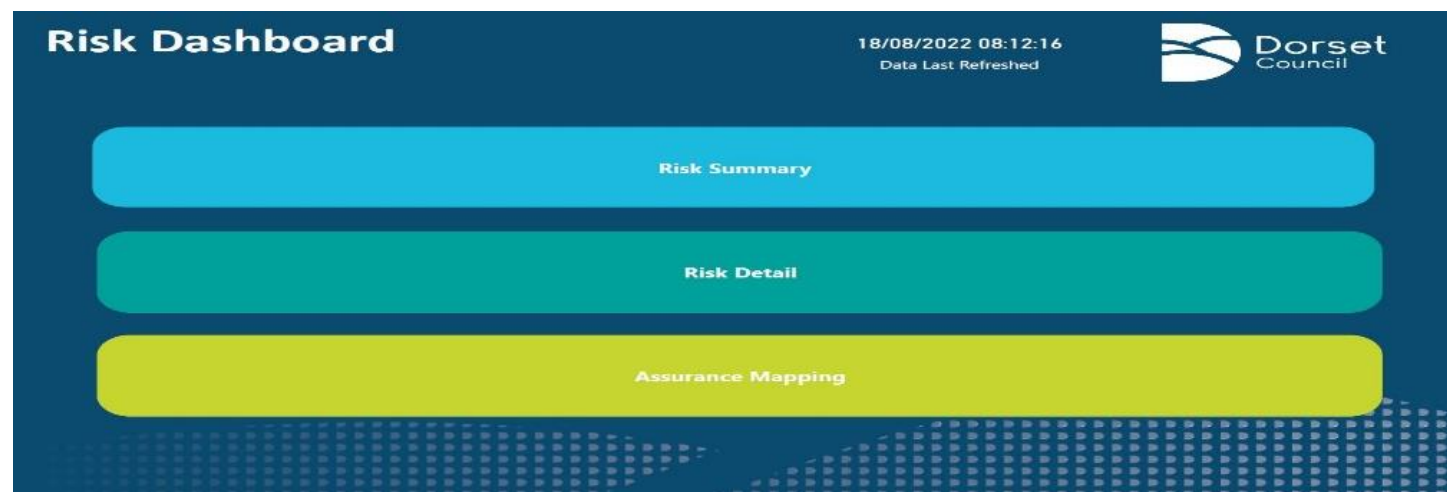 Risk Dashboard
18/08/2022 08:12:16
Data Last Refreshed
Dorset
Council
Risk Summary
Risk Detail
Assurance Mapping